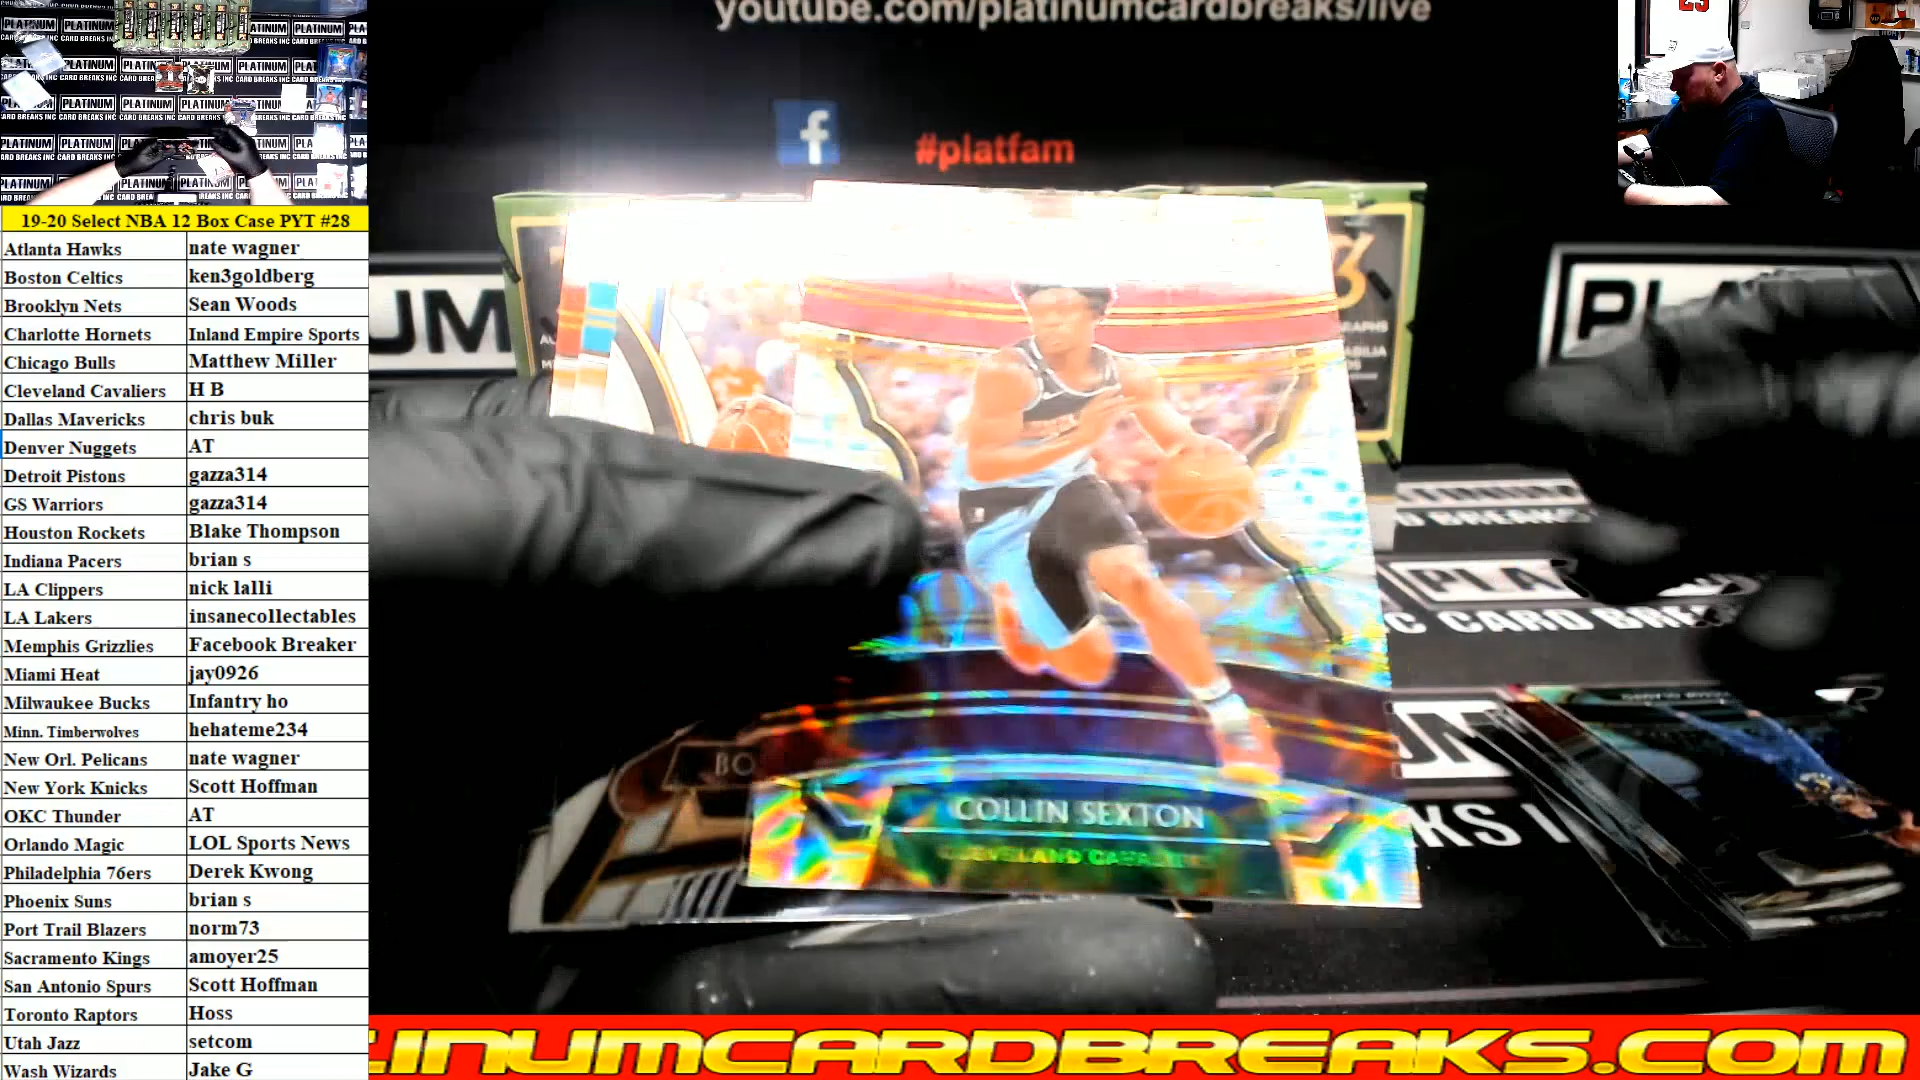 youtube.com/platinumcardbreaks/live
#platfam
19-20 Select NBA 12 Box Case PYT #28
Atlanta Hawks nate wagner
Boston Celtics ken3goldberg
Brooklyn Nets Sean Woods
Charlotte Hornets Inland Empire Sports
Chicago Bulls Matthew Miller
Cleveland Cavaliers H B
Dallas Mavericks chris buk
Denver Nuggets AT
Detroit Pistons gazza314
GS Warriors gazza314
Houston Rockets Blake Thompson
Indiana Pacers brian s
LA Clippers nick lalli
LA Lakers insanecollectables
Memphis Grizzlies Facebook Breaker
Miami Heat jay0926
Milwaukee Bucks Infantry ho
Minn. Timberwolves hehateme234
New Orl. Pelicans nate wagner
New York Knicks Scott Hoffman
OKC Thunder AT
Orlando Magic LOL Sports News
Philadelphia 76ers Derek Kwong
Phoenix Suns brian s
Port Trail Blazers norm73
Sacramento Kings amoyer25
San Antonio Spurs Scott Hoffman
Toronto Raptors Hoss
Utah Jazz setcom
Wash Wizards Jake G
COLLIN SEXTON
CLEVELAND CAVALIERS
LINUMCARDBREAKS.COM